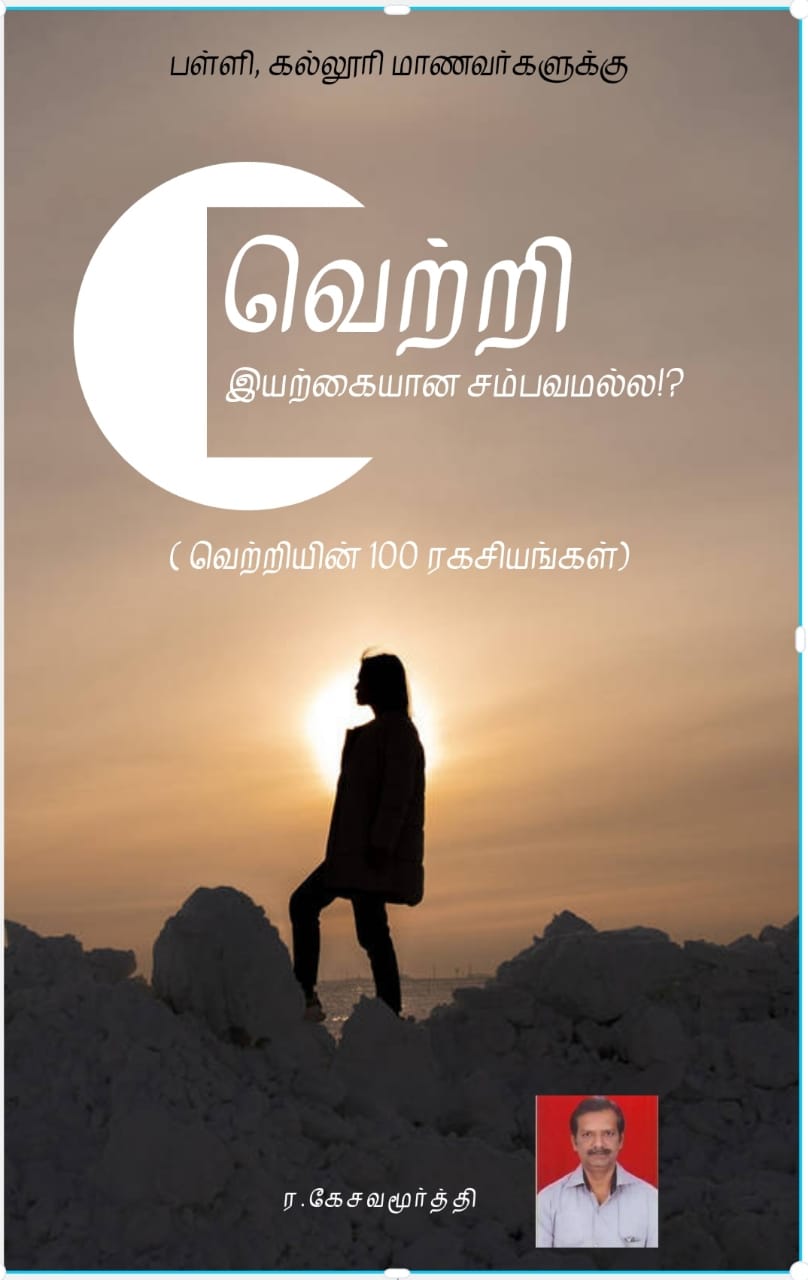 பள்ளி, கல்லூரி மாணவர்களுக்கு
வெற்றி
இயற்கையான சம்பவமல்ல!?
( வெற்றியின் 100 ரகசியங்கள்)
ர.கேசவமூர்த்தி